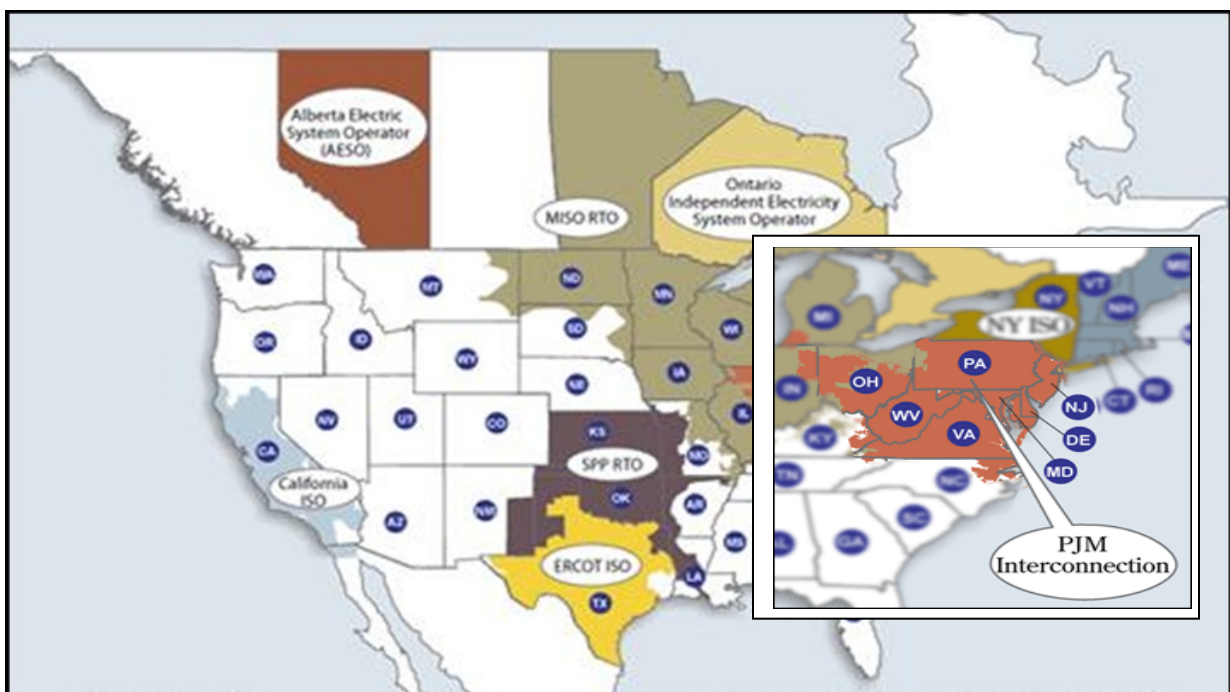 Alberta Electric
System Operator
(AESO)
Ontario
Independent Electricity
System Operator
MISO RTO
WA
MT
ND
MN
OR
ID
SD
WI
WY
IA
NE
NV
UT
CO
IL
CA
KS
MO
SPP RTO
California
ISO
OK
AZ
NM
AR
MS
ERCOT ISO
LA
TX
ME
VT
NY
NH
MI
NY ISO
PA
OH
IN
RI
CT
NJ
WV
VA
DE
KY
MD
TN
NC
SC
GA
PJM
Interconnection